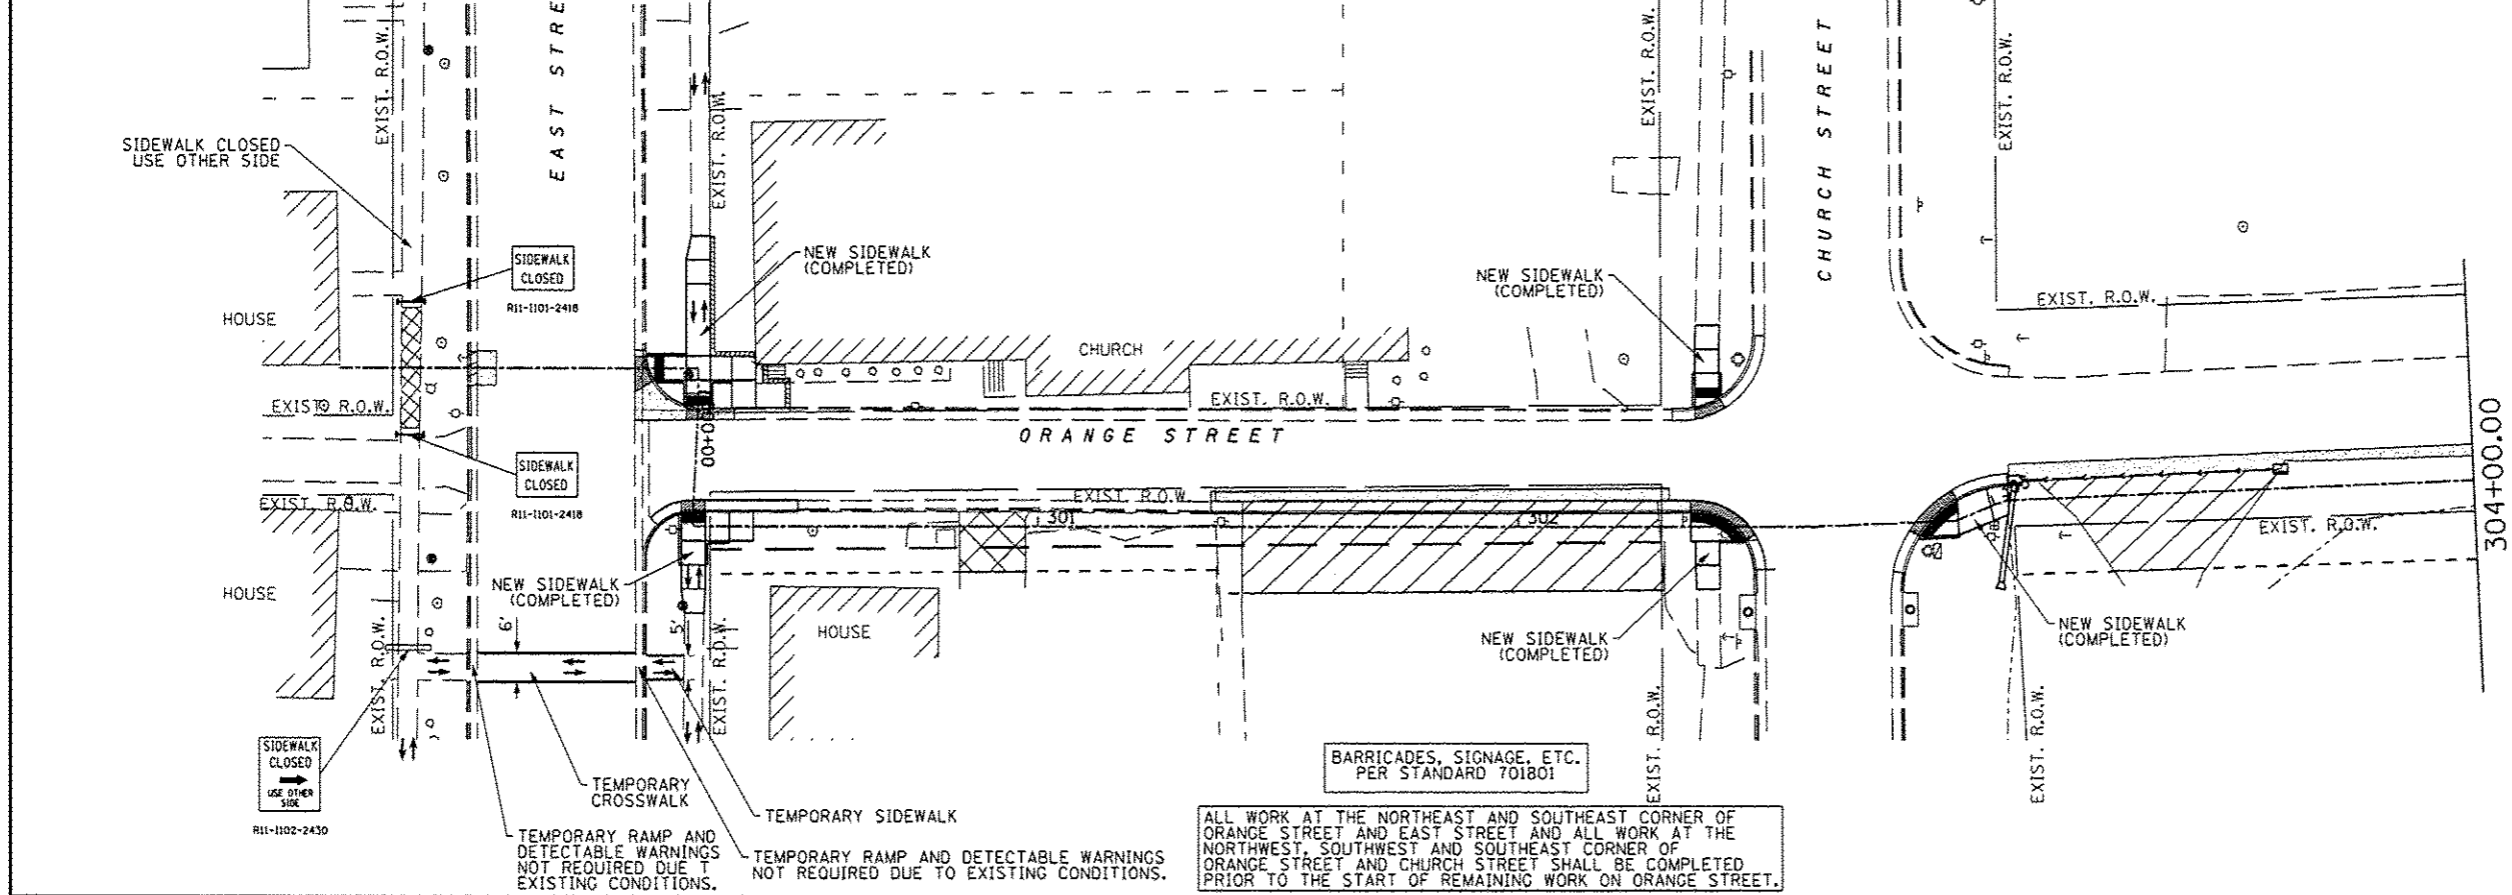 EAST STRE
CHURCH STREET
EXIST. R.O.W.
EXIST. R.O.W.
EXIST. R.O.W.
EXIST. R.O.W.
SIDEWALK CLOSED
USE OTHER SIDE
SIDEWALK
CLOSED
R11-1101-2418
NEW SIDEWALK
(COMPLETED)
NEW SIDEWALK
(COMPLETED)
EXIST. R.O.W.
HOUSE
CHURCH
EXIST R.O.W.
EXIST. R.O.W.
ORANGE STREET
00+0
304+00.00
SIDEWALK
CLOSED
R11-1101-2418
EXIST. R.O.W.
EXIST. R.O.W.
301
302
EXIST. R.O.W.
HOUSE
NEW SIDEWALK
(COMPLETED)
6'
5'
HOUSE
NEW SIDEWALK
(COMPLETED)
NEW SIDEWALK
(COMPLETED)
EXIST. R.O.W.
EXIST. R.O.W.
EXIST. R.O.W.
EXIST. R.O.W.
SIDEWALK
CLOSED
USE OTHER
SIDE
R11-1102-2430
TEMPORARY
CROSSWALK
TEMPORARY SIDEWALK
TEMPORARY RAMP AND
DETECTABLE WARNINGS
NOT REQUIRED DUE T
EXISTING CONDITIONS.
TEMPORARY RAMP AND DETECTABLE WARNINGS
NOT REQUIRED DUE TO EXISTING CONDITIONS.
BARRICADES, SIGNAGE, ETC.
PER STANDARD 701801
ALL WORK AT THE NORTHEAST AND SOUTHEAST CORNER OF
ORANGE STREET AND EAST STREET AND ALL WORK AT THE
NORTHWEST, SOUTHWEST AND SOUTHEAST CORNER OF
ORANGE STREET AND CHURCH STREET SHALL BE COMPLETED
PRIOR TO THE START OF REMAINING WORK ON ORANGE STREET.